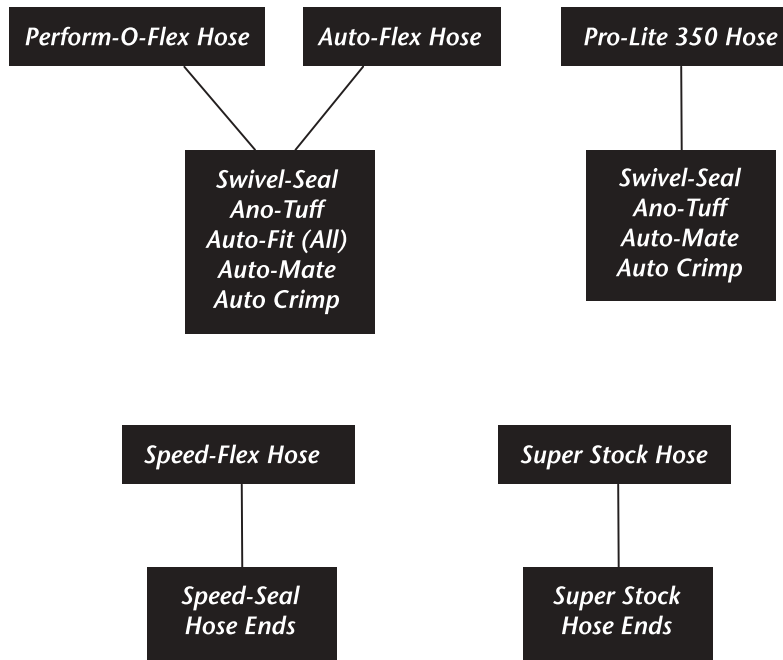 Perform-O-Flex Hose
Auto-Flex Hose
Pro-Lite 350 Hose
Swivel-Seal
Ano-Tuff
Auto-Fit (All)
Auto-Mate
Auto Crimp
Swivel-Seal
Ano-Tuff
Auto-Mate
Auto Crimp
Speed-Flex Hose
Super Stock Hose
Speed-Seal
Hose Ends
Super Stock
Hose Ends